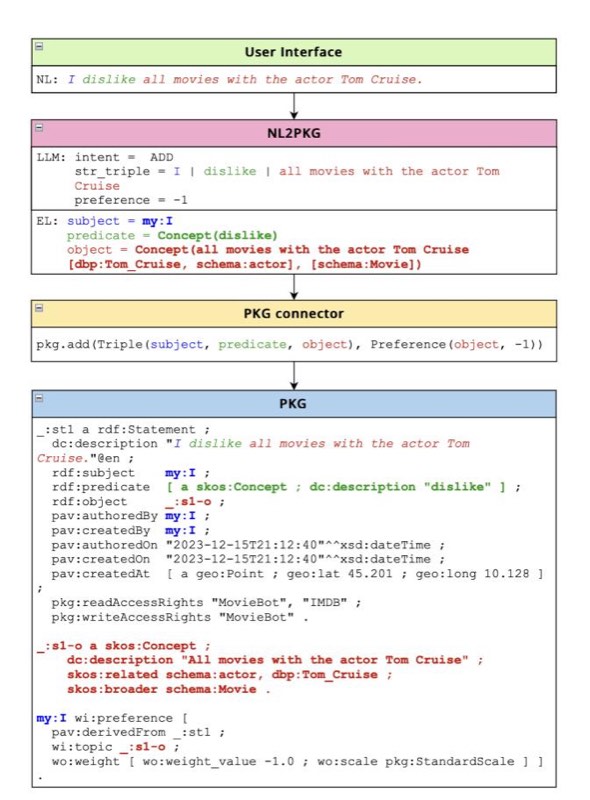 User Interface
NL: I dislike all movies with the actor Tom Cruise.
NL2PKG
LLM: intent = ADD
str_triple = I | dislike | all movies with the actor Tom
Cruise
preference = -1
EL: subject = my:I
predicate = Concept(dislike)
object = Concept(all movies with the actor Tom Cruise
[dbp:Tom_Cruise, schema:actor], [schema:Movie])
PKG connector
pkg.add(Triple(subject, predicate, object), Preference(object, -1))
PKG
_:st1 a rdf:Statement ;
dc:description "I dislike all movies with the actor Tom
Cruise."@en ;
rdf:subject my:I ;
rdf:predicate [ a skos:Concept ; dc:description "dislike" ] ;
rdf:object _:s1-o ;
pav:authoredBy my:I ;
pav:createdBy my:I ;
pav:authoredOn "2023-12-15T21:12:40"^^xsd:dateTime ;
pav:createdOn "2023-12-15T21:12:40"^^xsd:dateTime ;
pav:createdAt [ a geo:Point ; geo:lat 45.201 ; geo:long 10.128 ]
;
pkg:readAccessRights "MovieBot", "IMDB" ;
pkg:writeAccessRights "MovieBot" .
_:s1-o a skos:Concept ;
dc:description "All movies with the actor Tom Cruise" ;
skos:related schema:actor, dbp:Tom_Cruise ;
skos:broader schema:Movie .
my:I wi:preference [
pav:derivedFrom _:st1 ;
wi:topic _:s1-o ;
wo:weight [ wo:weight_value -1.0 ; wo:scale pkg:StandardScale ] ]
.